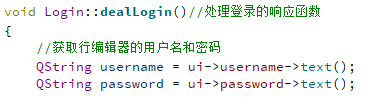 void Login::dealLogin()//处理登录的响应函数
{
//获取行编辑器的用户名和密码
QString username = ui->username->text();
QString password = ui->password->text();